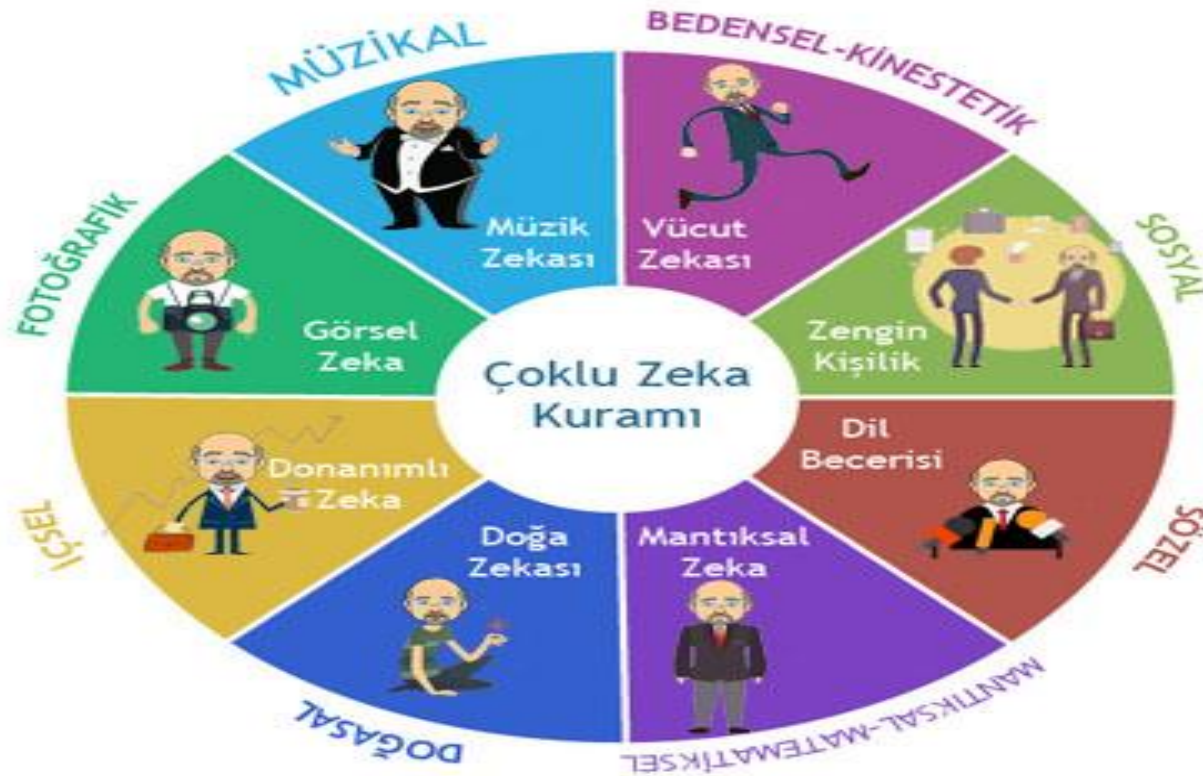 MÜZİKAL
BEDENSEL-KİNESTETİK
FOTOĞRAFİK
SOSYAL
Müzik
Zekası
Vücut
Zekası
Görsel
Zeka
Zengin
Kişilik
Çoklu Zeka
Kuramı
Donanımlı
Zeka
Dil
Becerisi
İÇSEL
SÖZEL
Doğa
Zekası
Mantıksal
Zeka
DOĞASAL
MANTIKSAL-MATEMATİKSEL